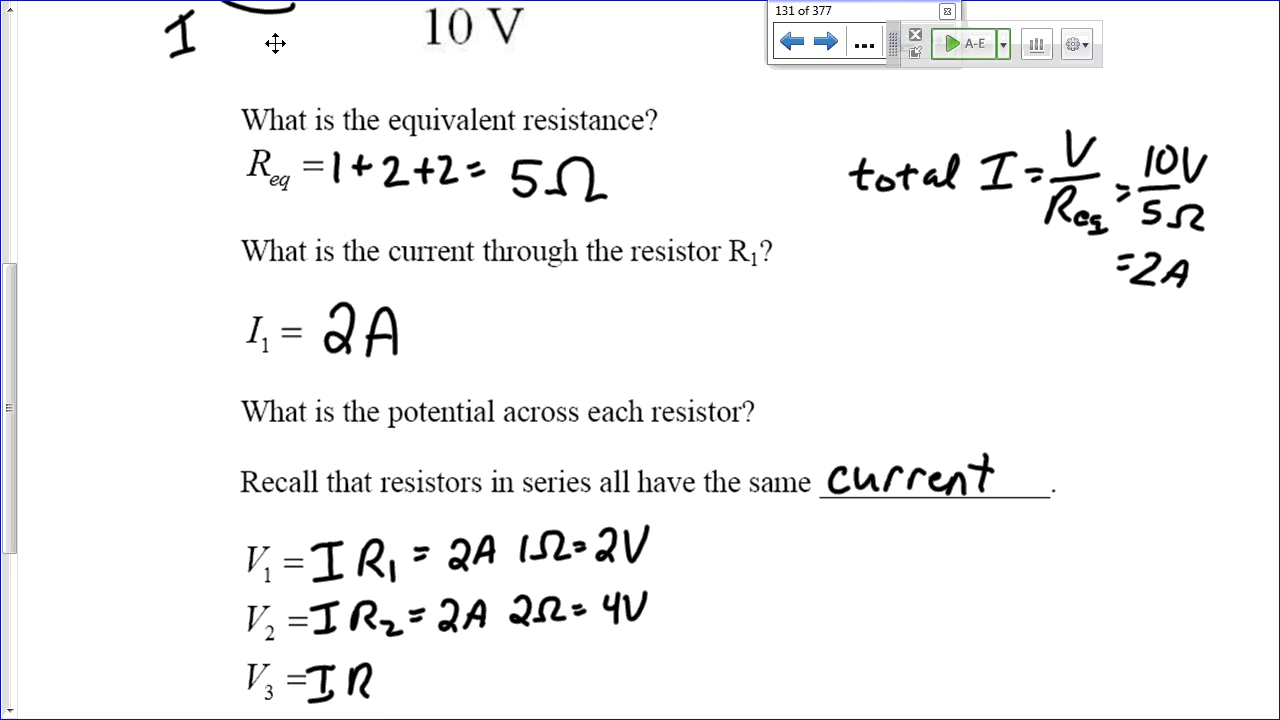 131 of 377
A-E
I
10 V
What is the equivalent resistance?
R_eq = 1 + 2 + 2 = 5Ω
total I = V/R_eq = 10V/5Ω
= 2A
What is the current through the resistor R₁?
I₁ = 2A
What is the potential across each resistor?
Recall that resistors in series all have the same current.
V₁ = I R₁ = 2A 1Ω = 2V
V₂ = I R₂ = 2A 2Ω = 4V
V₃ = I R